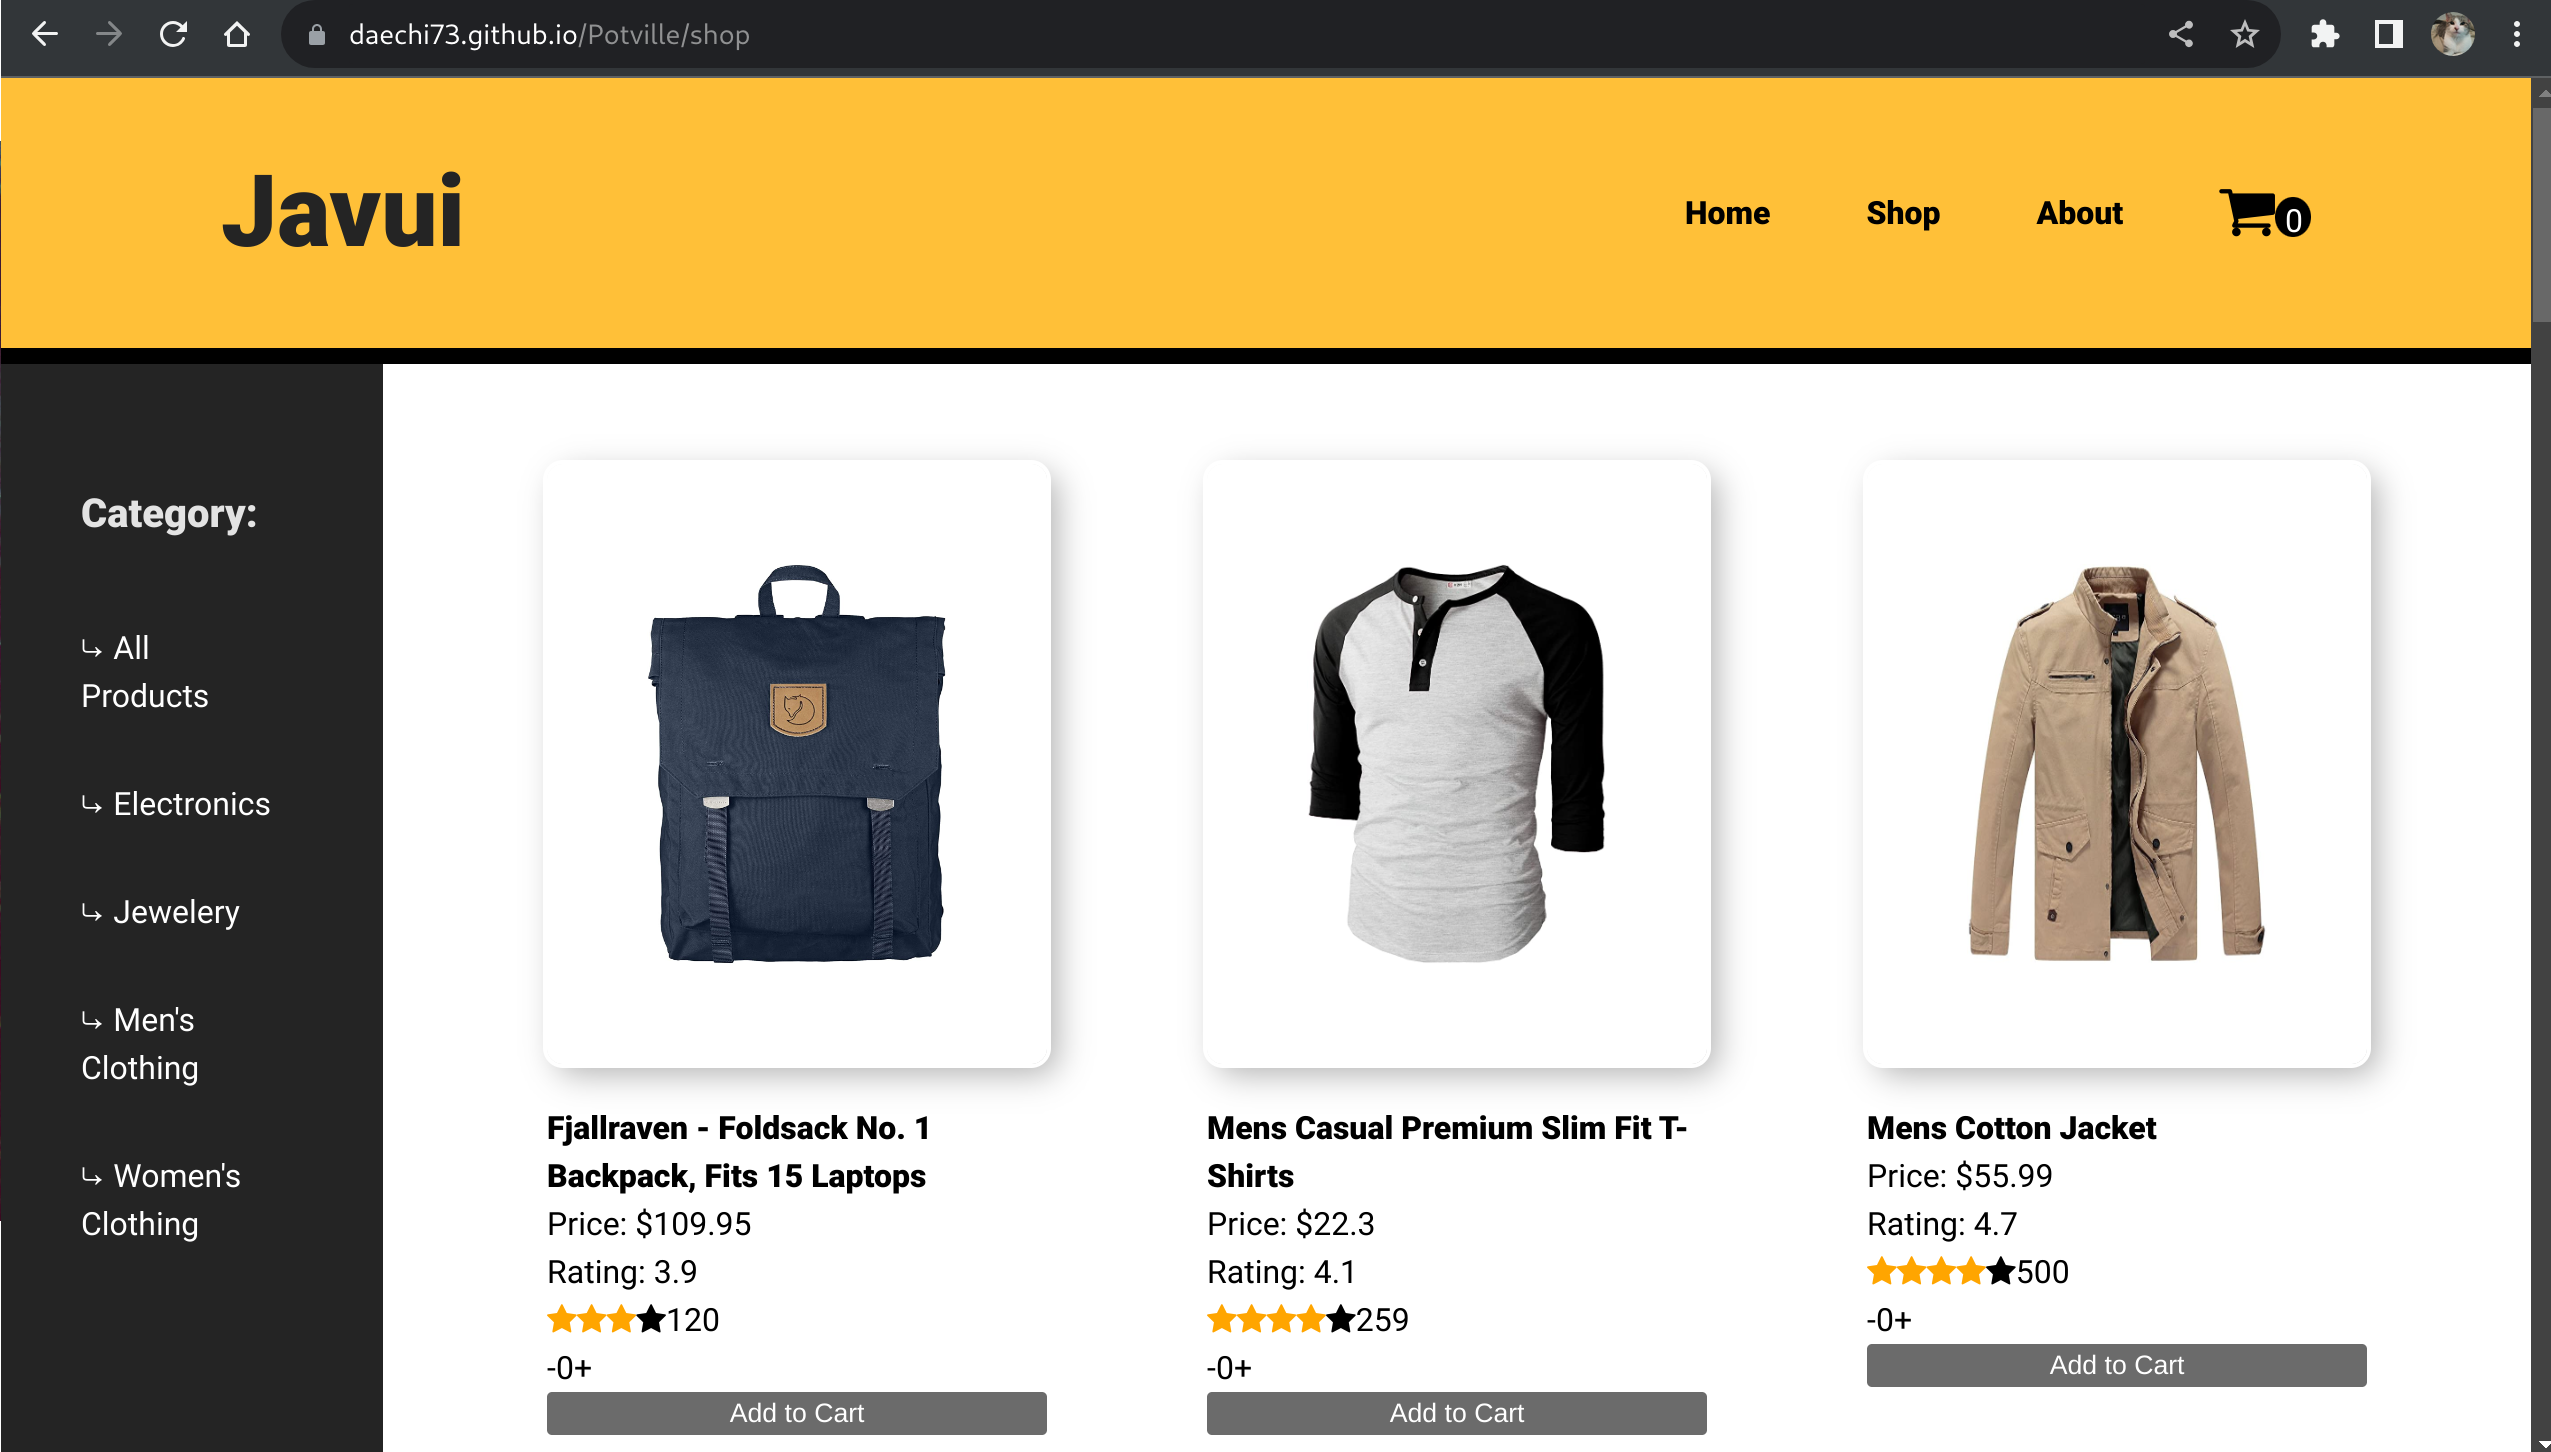 daechi73.github.io/Potville/shop
Javui
Home
Shop
About
0
Category:
↳ All
Products
↳ Electronics
↳ Jewelery
↳ Men's
Clothing
↳ Women's
Clothing
Fjallraven - Foldsack No. 1
Backpack, Fits 15 Laptops
Price: $109.95
Rating: 3.9
120
-0+
Add to Cart
Mens Casual Premium Slim Fit T-
Shirts
Price: $22.3
Rating: 4.1
259
-0+
Add to Cart
Mens Cotton Jacket
Price: $55.99
Rating: 4.7
500
-0+
Add to Cart